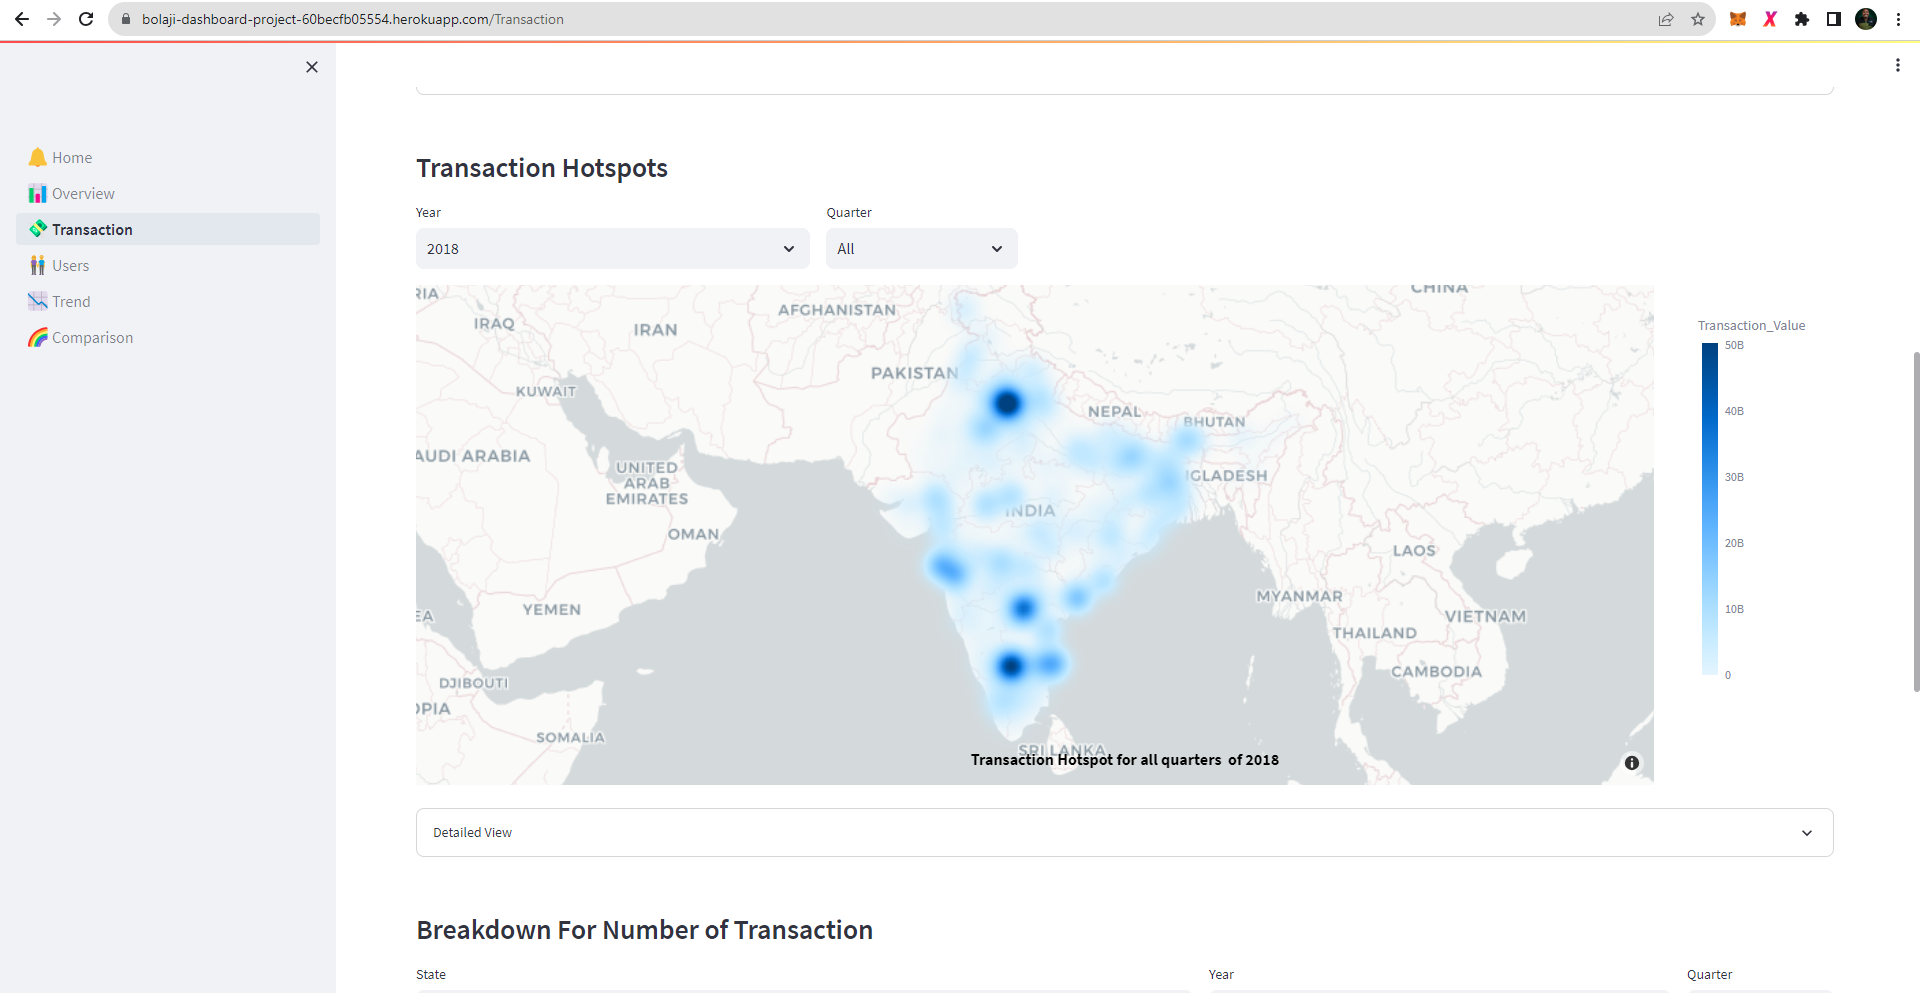 bolaji-dashboard-project-60becfb05554.herokuapp.com/Transaction
Home
Overview
Transaction
Users
Trend
Comparison
Transaction Hotspots
Year
Quarter
2018
All
RIA
IRAQ
IRAN
AFGHANISTAN
CHINA
KUWAIT
PAKISTAN
NEPAL
BHUTAN
AUDI ARABIA
UNITED
ARAB
EMIRATES
IGLADESH
OMAN
INDIA
LAOS
YEMEN
EA
MYANMAR
VIETNAM
THAILAND
CAMBODIA
DJIBOUTI
OPIA
SOMALIA
SRI LANKA
Transaction Hotspot for all quarters of 2018
Transaction_Value
50B
40B
30B
20B
10B
0
Detailed View
Breakdown For Number of Transaction
State
Year
Quarter